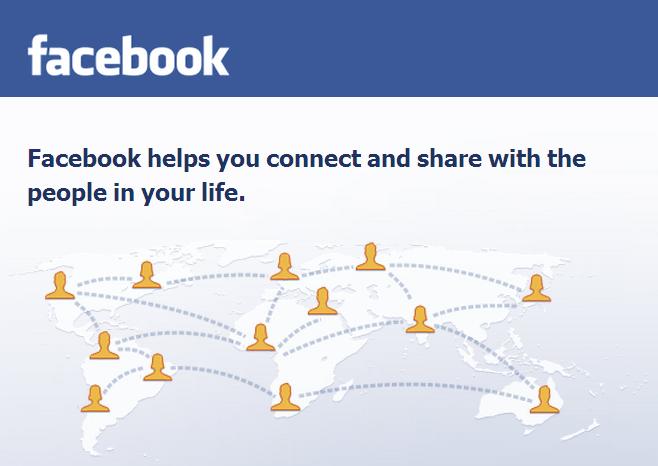 facebook
Facebook helps you connect and share with the
people in your life.